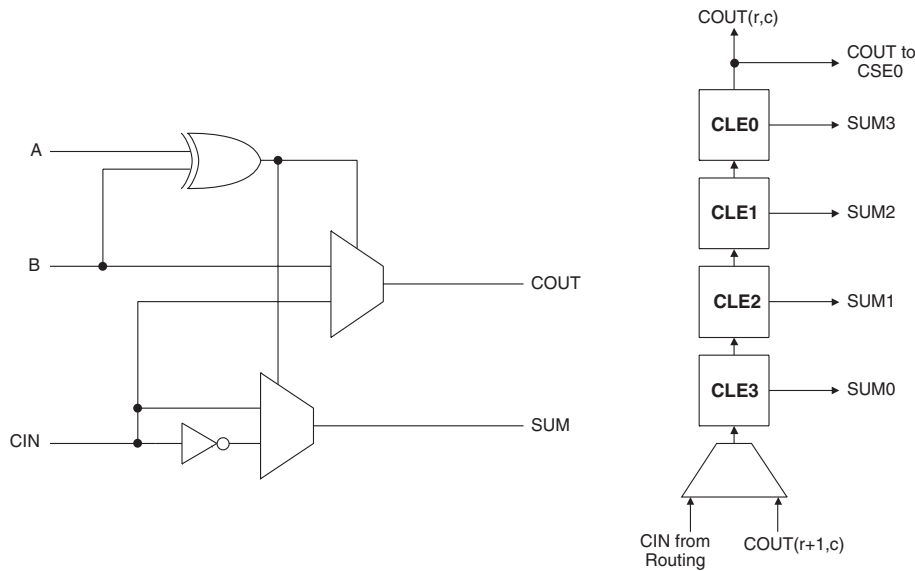 A
B
CIN
COUT
SUM
COUT(r,c)
COUT to
CSE0
CLE0
SUM3
CLE1
SUM2
CLE2
SUM1
CLE3
SUM0
CIN from
Routing
COUT(r+1,c)